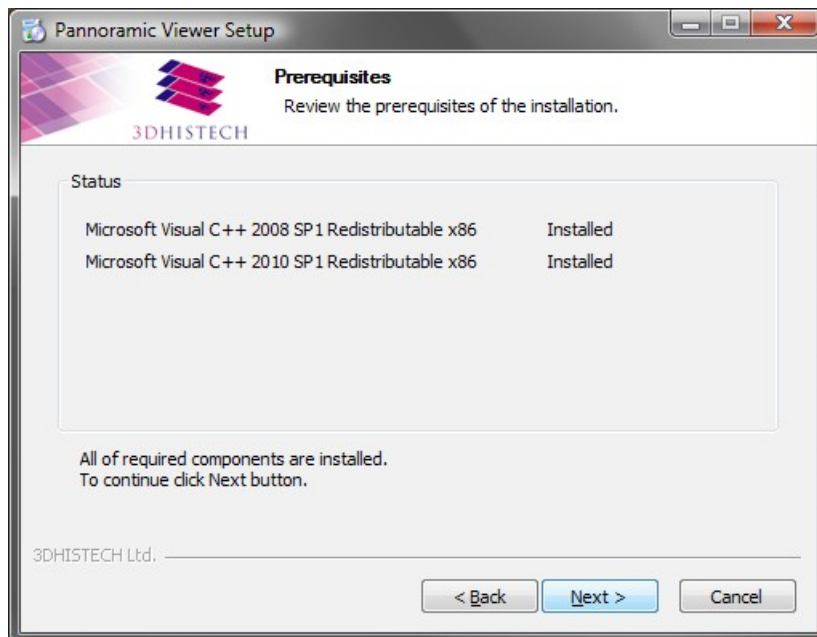 Pannoramic Viewer Setup
Prerequisites
Review the prerequisites of the installation.
3DHISTECH
Status
Microsoft Visual C++ 2008 SP1 Redistributable x86 Installed
Microsoft Visual C++ 2010 SP1 Redistributable x86 Installed
All of required components are installed.
To continue click Next button.
3DHISTECH Ltd.
< Back Next > Cancel